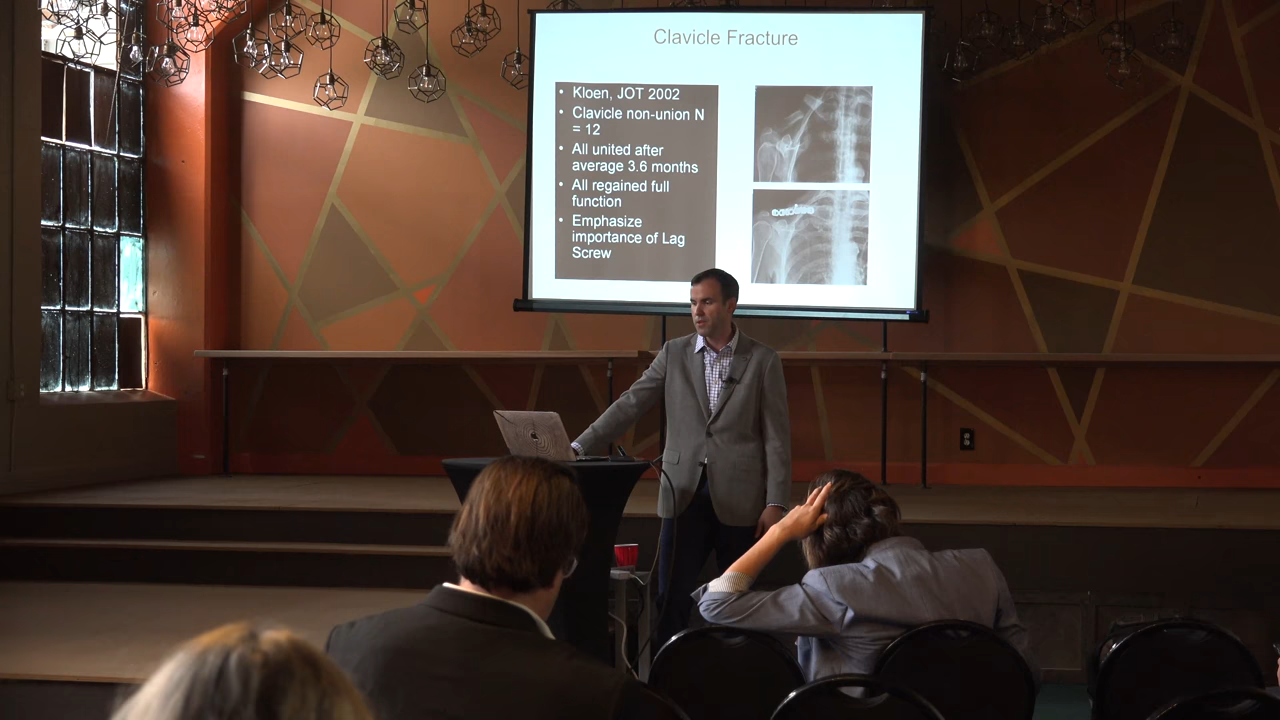 Clavicle Fracture
• Kloen, JOT 2002
• Clavicle non-union N
= 12
• All united after
average 3.6 months
• All regained full
function
• Emphasize
importance of Lag
Screw